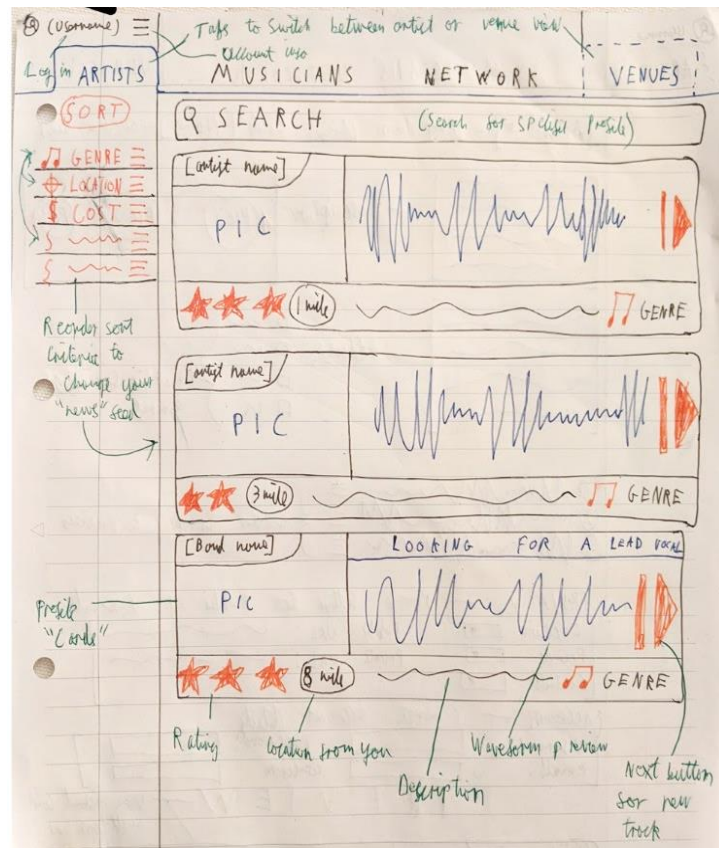 (Username)
Tabs to switch between artist or venue view
account info
Log in
ARTISTS
MUSICIANS NETWORK
VENUES
SORT
SEARCH
(Search for specific profile)
GENRE
LOCATION
$ COST
Reorder sort
criteria to
change your
"news" feed
[artist name]
PIC
1 mile
GENRE
[artist name]
PIC
3 mile
GENRE
[Band name]
LOOKING FOR A LEAD VOCAL
PIC
8 mile
GENRE
Profile
"Cards"
Rating
location from you
Description
Waveform preview
Next button
for new
track